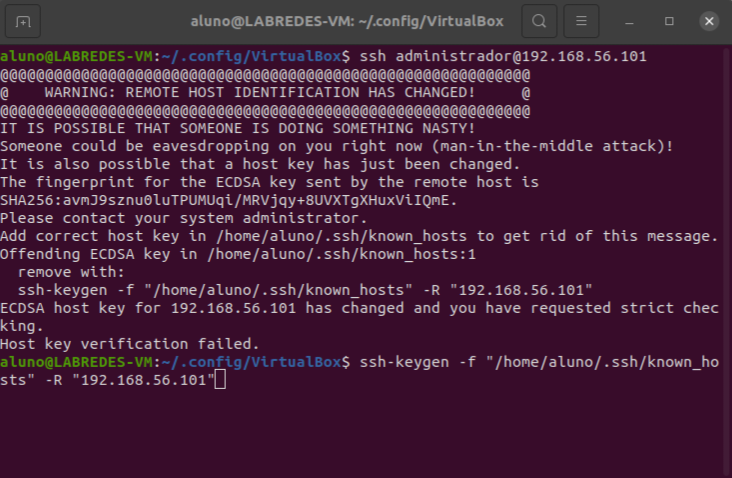 aluno@LABREDES-VM: ~/.config/VirtualBox
aluno@LABREDES-VM:~/.config/VirtualBox$ ssh administrador@192.168.56.101
@@@@@@@@@@@@@@@@@@@@@@@@@@@@@@@@@@@@@@@@@@@@@@@@@@@@@@@@@@@
@    WARNING: REMOTE HOST IDENTIFICATION HAS CHANGED!     @
@@@@@@@@@@@@@@@@@@@@@@@@@@@@@@@@@@@@@@@@@@@@@@@@@@@@@@@@@@@
IT IS POSSIBLE THAT SOMEONE IS DOING SOMETHING NASTY!
Someone could be eavesdropping on you right now (man-in-the-middle attack)!
It is also possible that a host key has just been changed.
The fingerprint for the ECDSA key sent by the remote host is
SHA256:avmJ9sznu0luTPUMUqi/MRVjqy+8UVXTgXHuxViIQmE.
Please contact your system administrator.
Add correct host key in /home/aluno/.ssh/known_hosts to get rid of this message.
Offending ECDSA key in /home/aluno/.ssh/known_hosts:1
  remove with:
  ssh-keygen -f "/home/aluno/.ssh/known_hosts" -R "192.168.56.101"
ECDSA host key for 192.168.56.101 has changed and you have requested strict chec
king.
Host key verification failed.
aluno@LABREDES-VM:~/.config/VirtualBox$ ssh-keygen -f "/home/aluno/.ssh/known_ho
sts" -R "192.168.56.101"